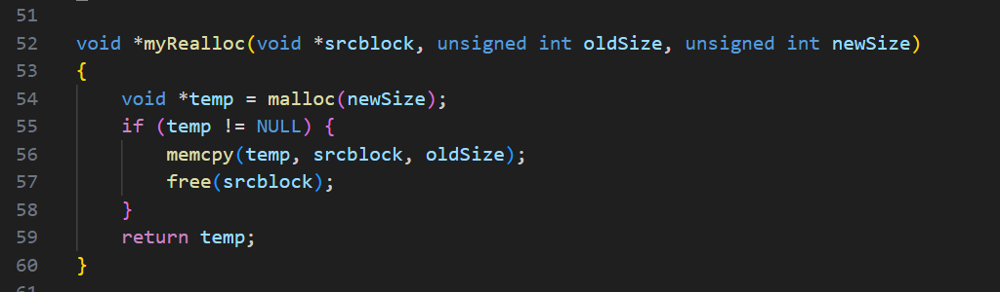 51
52 void *myRealloc(void *srcblock, unsigned int oldSize, unsigned int newSize)
53 {
54     void *temp = malloc(newSize);
55     if (temp != NULL) {
56         memcpy(temp, srcblock, oldSize);
57         free(srcblock);
58     }
59     return temp;
60 }
61